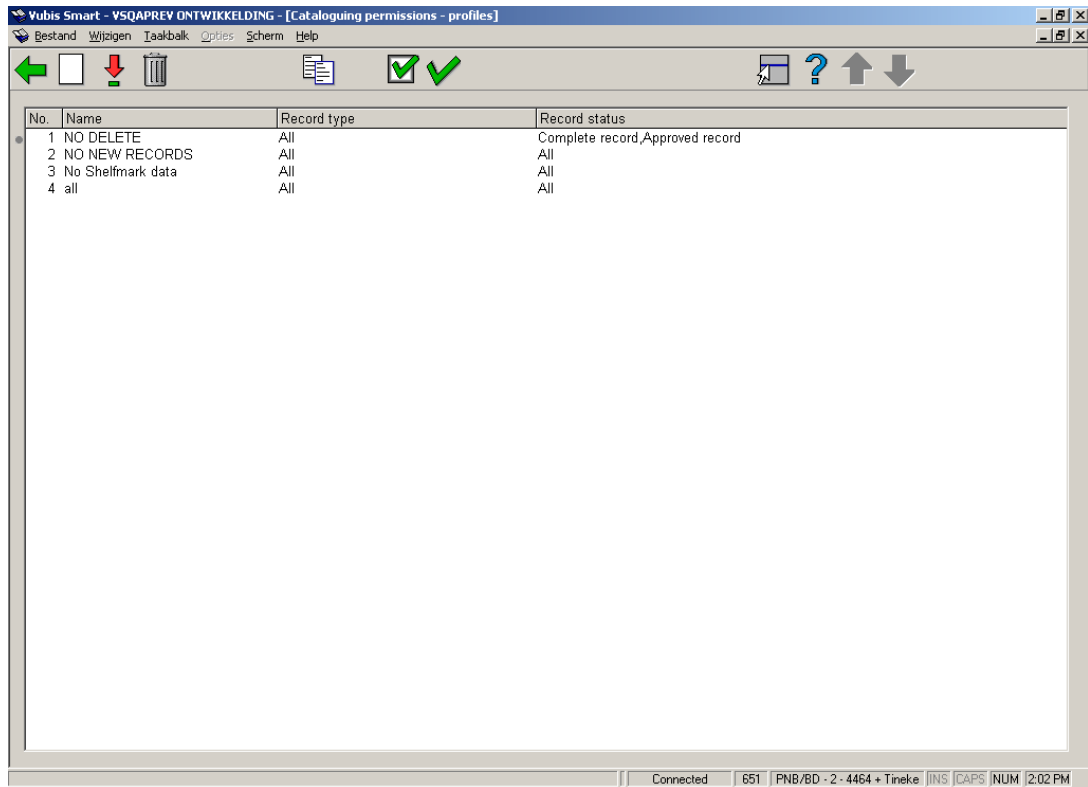 Vubis Smart - VSQAPREV ONTWIKKELDING - [Cataloguing permissions - profiles]
Bestand Wijzigen Taakbalk Opties Scherm Help
No. Name Record type Record status
1 NO DELETE All Complete record,Approved record
2 NO NEW RECORDS All All
3 No Shelfmark data All All
4 all All All
Connected 651 PNB/BD - 2 - 4464 + Tineke INS CAPS NUM 2:02 PM